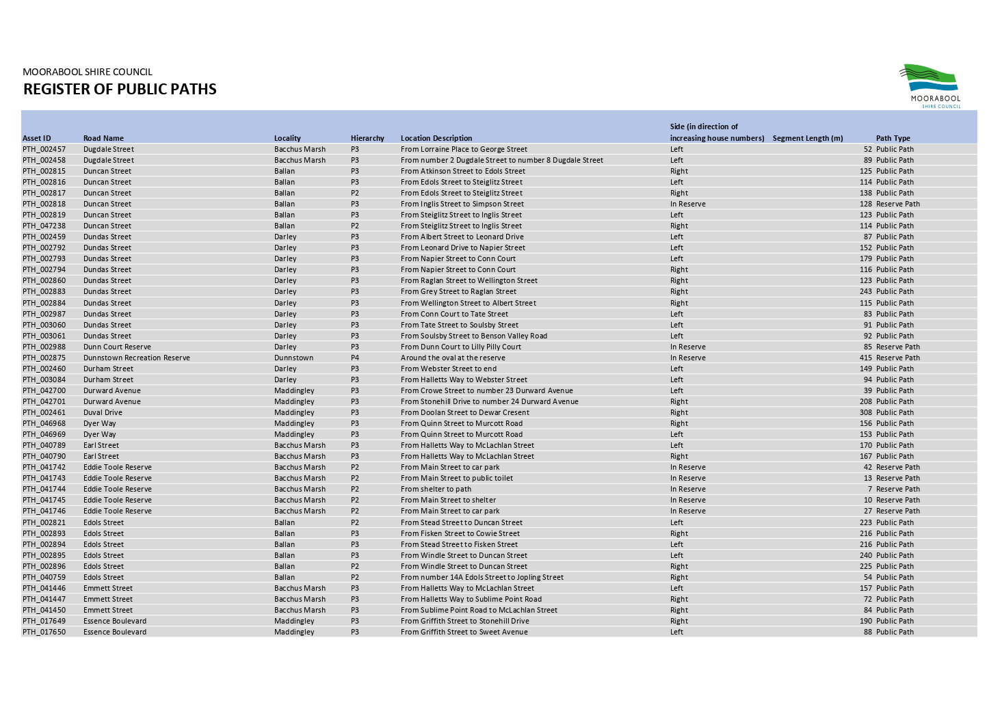 MOORABOOL SHIRE COUNCIL
REGISTER OF PUBLIC PATHS
MOORABOOL
SHIRE COUNCIL
Side (in direction of
Asset ID Road Name Locality Hierarchy Location Description increasing house numbers) Segment Length (m) Path Type
PTH_002457 Dugdale Street Bacchus Marsh P3 From Lorraine Place to George Street Left 52 Public Path
PTH_002458 Dugdale Street Bacchus Marsh P3 From number 2 Dugdale Street to number 8 Dugdale Street Left 89 Public Path
PTH_002815 Duncan Street Ballan P3 From Atkinson Street to Edols Street Right 125 Public Path
PTH_002816 Duncan Street Ballan P3 From Edols Street to Steiglitz Street Left 114 Public Path
PTH_002817 Duncan Street Ballan P2 From Edols Street to Steiglitz Street Right 138 Public Path
PTH_002818 Duncan Street Ballan P3 From Inglis Street to Simpson Street In Reserve 128 Reserve Path
PTH_002819 Duncan Street Ballan P3 From Steiglitz Street to Inglis Street Left 123 Public Path
PTH_047238 Duncan Street Ballan P2 From Steiglitz Street to Inglis Street Right 114 Public Path
PTH_002459 Dundas Street Darley P3 From Albert Street to Leonard Drive Left 87 Public Path
PTH_002792 Dundas Street Darley P3 From Leonard Drive to Napier Street Left 152 Public Path
PTH_002793 Dundas Street Darley P3 From Napier Street to Conn Court Left 179 Public Path
PTH_002794 Dundas Street Darley P3 From Napier Street to Conn Court Right 116 Public Path
PTH_002860 Dundas Street Darley P3 From Raglan Street to Wellington Street Right 123 Public Path
PTH_002883 Dundas Street Darley P3 From Grey Street to Raglan Street Right 243 Public Path
PTH_002884 Dundas Street Darley P3 From Wellington Street to Albert Street Right 115 Public Path
PTH_002987 Dundas Street Darley P3 From Conn Court to Tate Street Left 83 Public Path
PTH_003060 Dundas Street Darley P3 From Tate Street to Soulsby Street Left 91 Public Path
PTH_003061 Dundas Street Darley P3 From Soulsby Street to Benson Valley Road Left 92 Public Path
PTH_002988 Dunn Court Reserve Darley P3 From Dunn Court to Lilly Pilly Court In Reserve 85 Reserve Path
PTH_002875 Dunnstown Recreation Reserve Dunnstown P4 Around the oval at the reserve In Reserve 415 Reserve Path
PTH_002460 Durham Street Darley P3 From Webster Street to end Left 149 Public Path
PTH_003084 Durham Street Darley P3 From Halletts Way to Webster Street Left 94 Public Path
PTH_042700 Durward Avenue Maddingley P3 From Crowe Street to number 23 Durward Avenue Left 39 Public Path
PTH_042701 Durward Avenue Maddingley P3 From Stonehill Drive to number 24 Durward Avenue Right 208 Public Path
PTH_002461 Duval Drive Maddingley P3 From Doolan Street to Dewar Cresent Right 308 Public Path
PTH_046968 Dyer Way Maddingley P3 From Quinn Street to Murcott Road Right 156 Public Path
PTH_046969 Dyer Way Maddingley P3 From Quinn Street to Murcott Road Left 153 Public Path
PTH_040789 Earl Street Bacchus Marsh P3 From Halletts Way to McLachlan Street Left 170 Public Path
PTH_040790 Earl Street Bacchus Marsh P3 From Halletts Way to McLachlan Street Right 167 Public Path
PTH_041742 Eddie Toole Reserve Bacchus Marsh P2 From Main Street to car park In Reserve 42 Reserve Path
PTH_041743 Eddie Toole Reserve Bacchus Marsh P2 From Main Street to public toilet In Reserve 13 Reserve Path
PTH_041744 Eddie Toole Reserve Bacchus Marsh P2 From shelter to path In Reserve 7 Reserve Path
PTH_041745 Eddie Toole Reserve Bacchus Marsh P2 From Main Street to shelter In Reserve 10 Reserve Path
PTH_041746 Eddie Toole Reserve Bacchus Marsh P2 From Main Street to car park In Reserve 27 Reserve Path
PTH_002821 Edols Street Ballan P2 From Stead Street to Duncan Street Left 223 Public Path
PTH_002893 Edols Street Ballan P3 From Fisken Street to Cowie Street Right 216 Public Path
PTH_002894 Edols Street Ballan P3 From Stead Street to Fisken Street Left 216 Public Path
PTH_002895 Edols Street Ballan P3 From Windle Street to Duncan Street Left 240 Public Path
PTH_002896 Edols Street Ballan P2 From Windle Street to Duncan Street Right 225 Public Path
PTH_040759 Edols Street Ballan P2 From number 14A Edols Street to Jopling Street Right 54 Public Path
PTH_041446 Emmett Street Bacchus Marsh P3 From Halletts Way to McLachlan Street Left 157 Public Path
PTH_041447 Emmett Street Bacchus Marsh P3 From Halletts Way to Sublime Point Road Right 72 Public Path
PTH_041450 Emmett Street Bacchus Marsh P3 From Sublime Point Road to McLachlan Street Right 84 Public Path
PTH_017649 Essence Boulevard Maddingley P3 From Griffith Street to Stonehill Drive Right 190 Public Path
PTH_017650 Essence Boulevard Maddingley P3 From Griffith Street to Sweet Avenue Left 88 Public Path